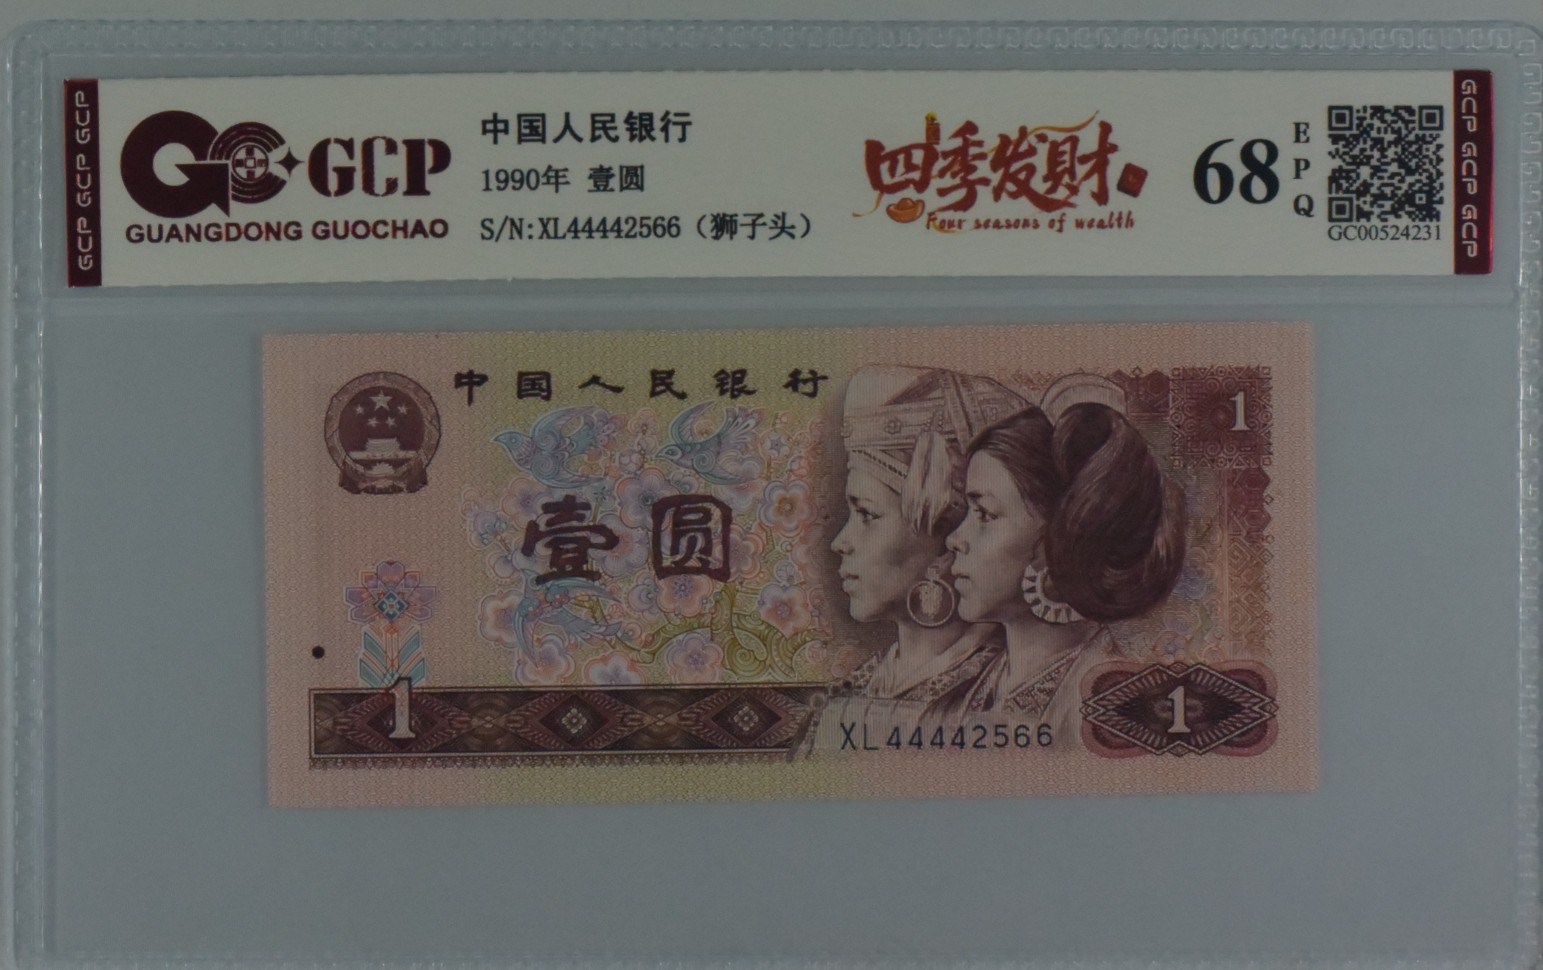 GCP GCP GCP
GCP
GUANGDONG GUOCHAO
中国人民银行
1990年 壹圆
S/N:XL44442566（狮子头）
四季发财
Four seasons of wealth
68
EPQ
GC00524231
GCP GCP GCP
中国人民银行
1
壹圆
1
XL44442566
1